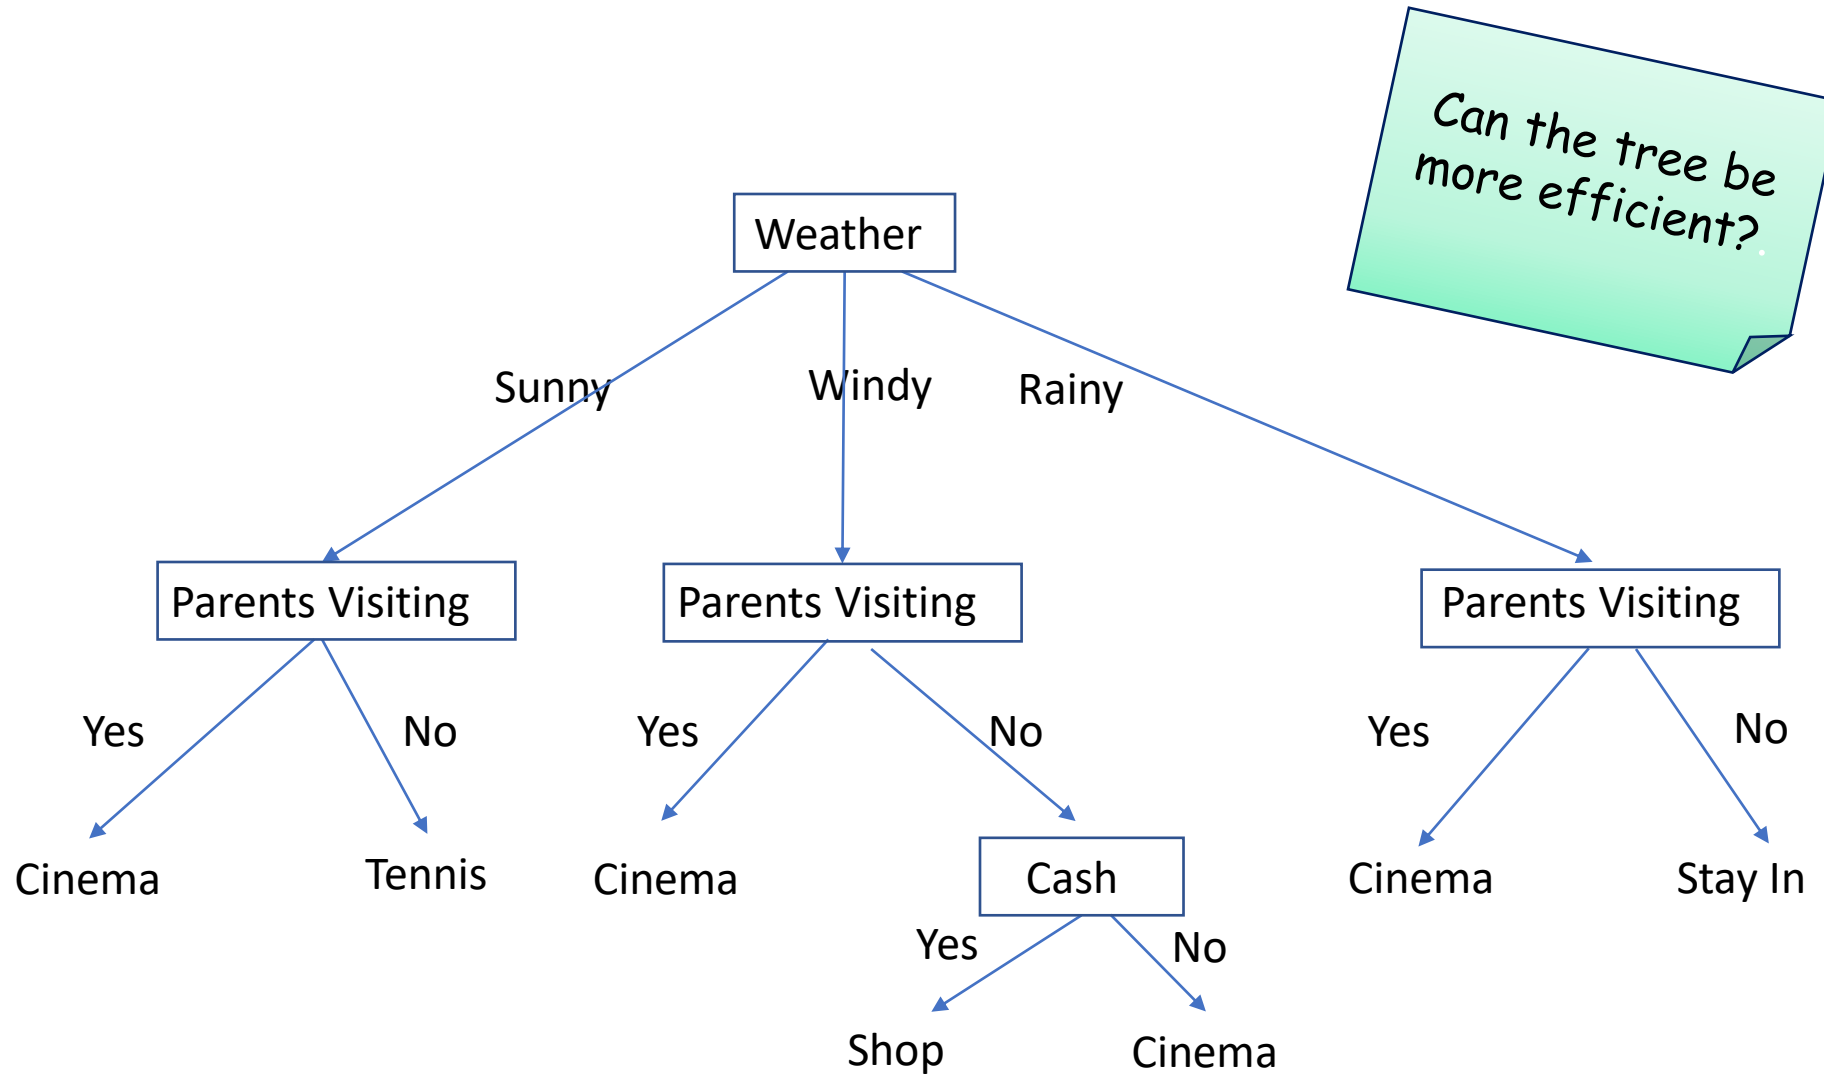 Can the tree be
more efficient?.
Weather
Sunny
Windy
Rainy
Parents Visiting
Parents Visiting
Parents Visiting
Yes
No
Yes
No
Yes
No
Cinema
Tennis
Cinema
Cash
Cinema
Stay In
Yes
No
Shop
Cinema